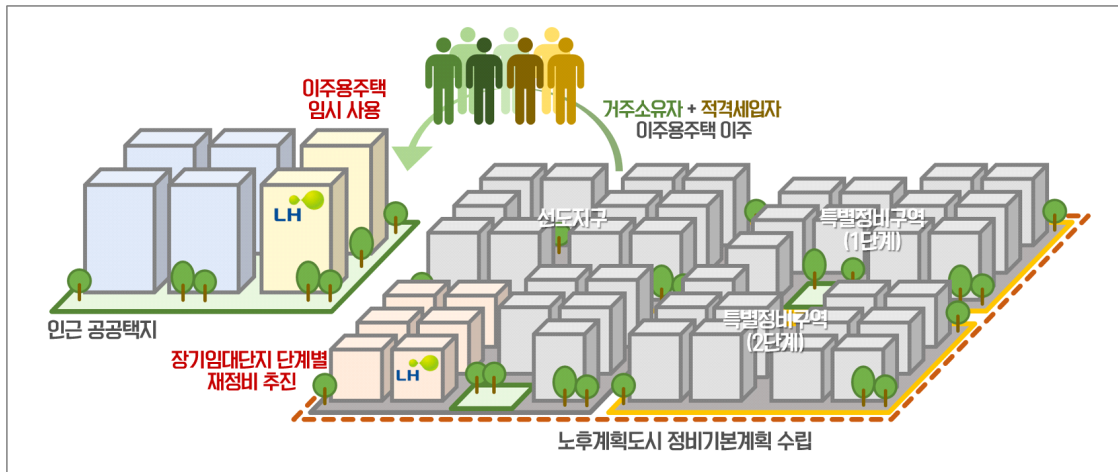 이주용주택
임시 사용
거주소유자 + 적격세입자
이주용주택 이주
LH
선도지구
특별정비구역
(1단계)
인근 공공택지
특별정비구역
(2단계)
장기임대단지 단계별
재정비 추진
LH
노후계획도시 정비기본계획 수립